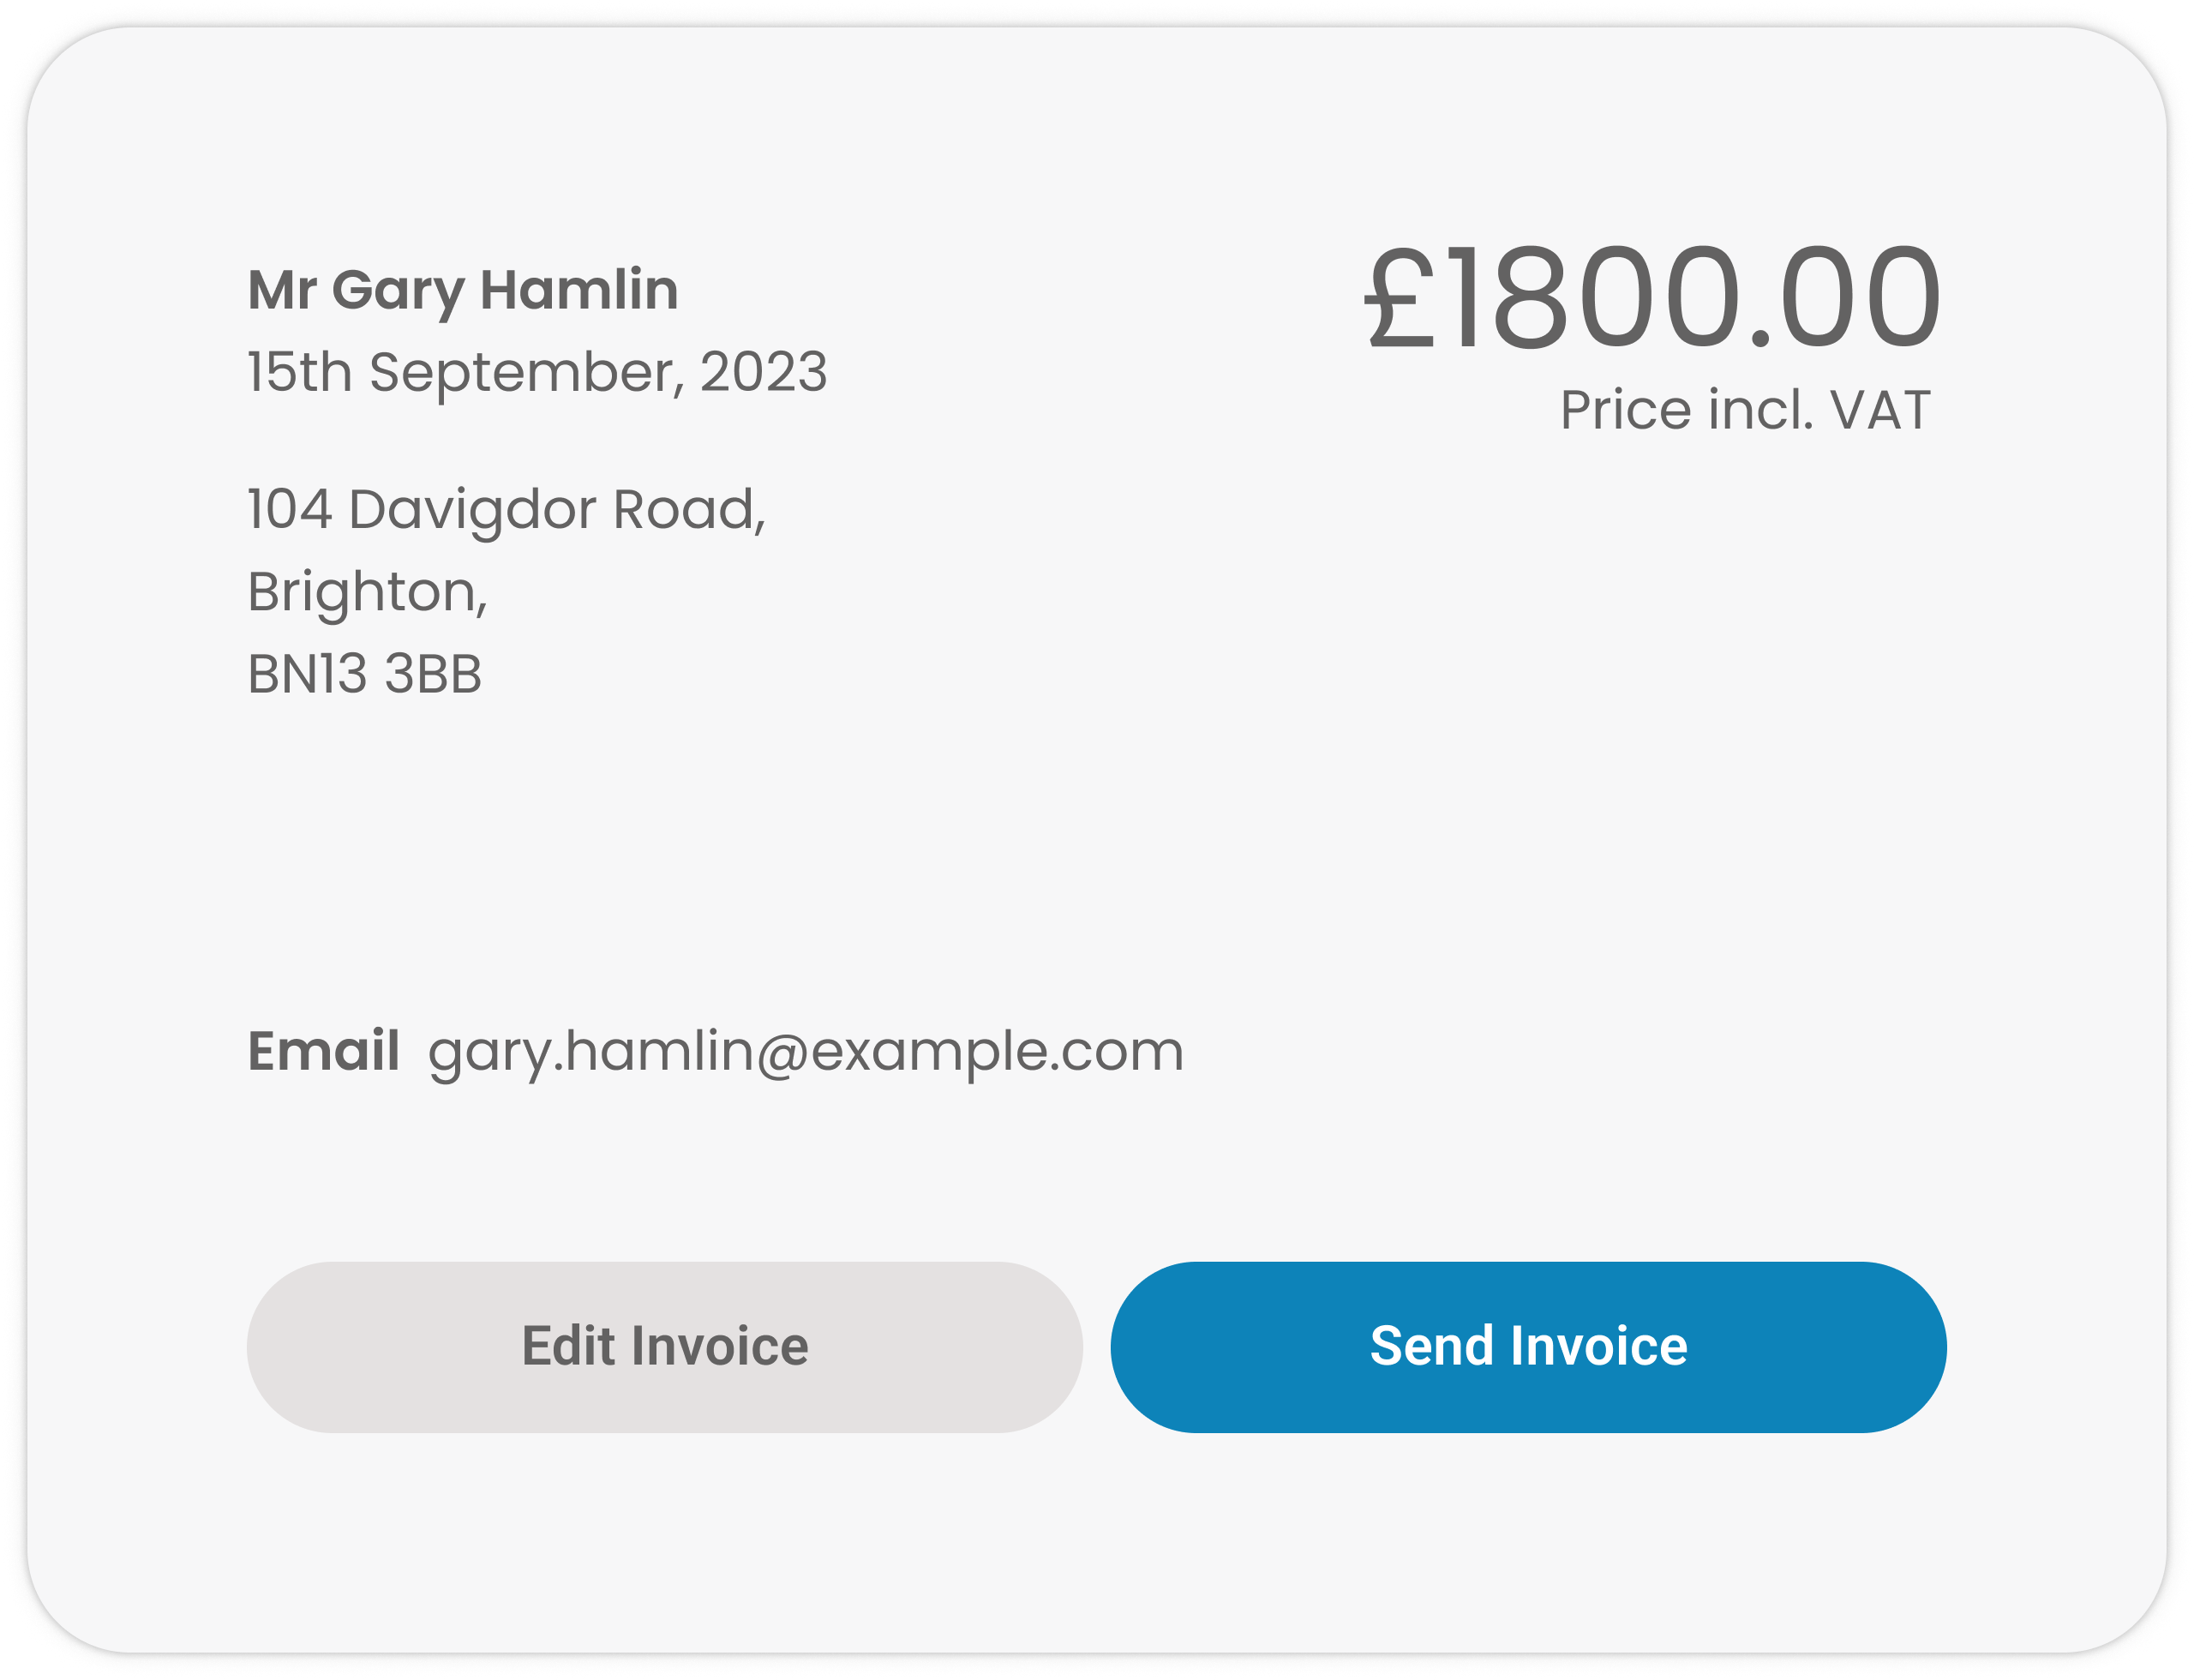 Mr Gary Hamlin
15th September, 2023
£1800.00
Price incl. VAT
104 Davigdor Road,
Brighton,
BN13 3BB
Email gary.hamlin@example.com
Edit Invoice
Send Invoice